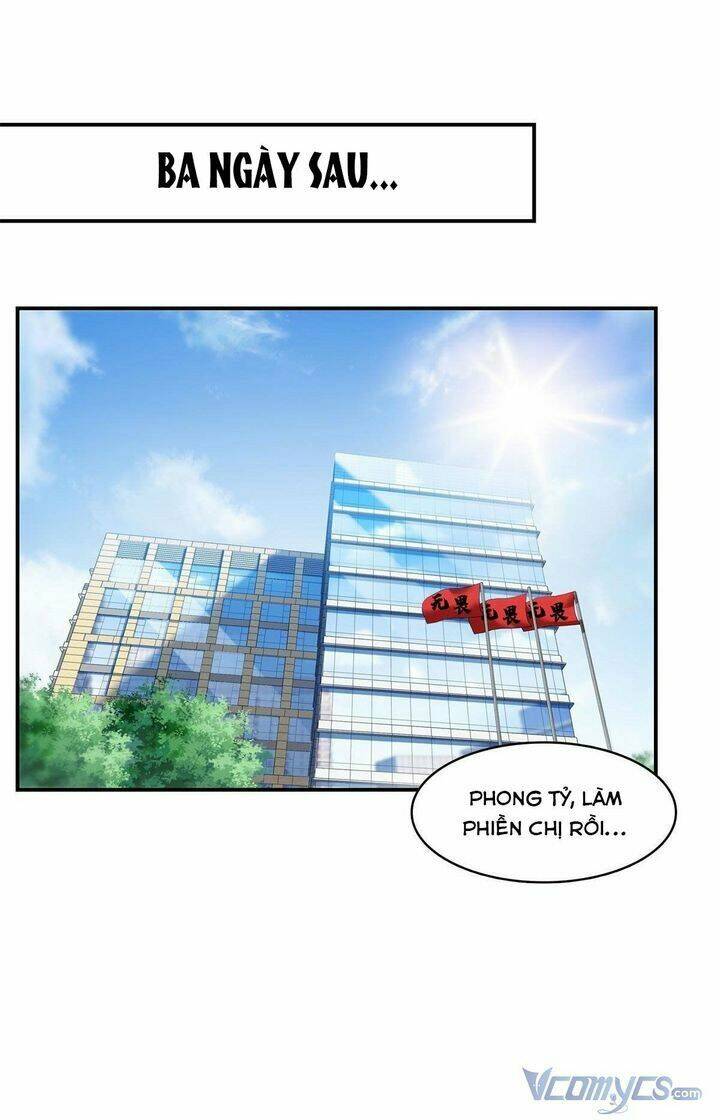 BA NGÀY SAU...
无畏 无畏 无畏
PHONG TỶ, LÀM
PHIỀN CHỊ RỒI...
VCOMYCS.com